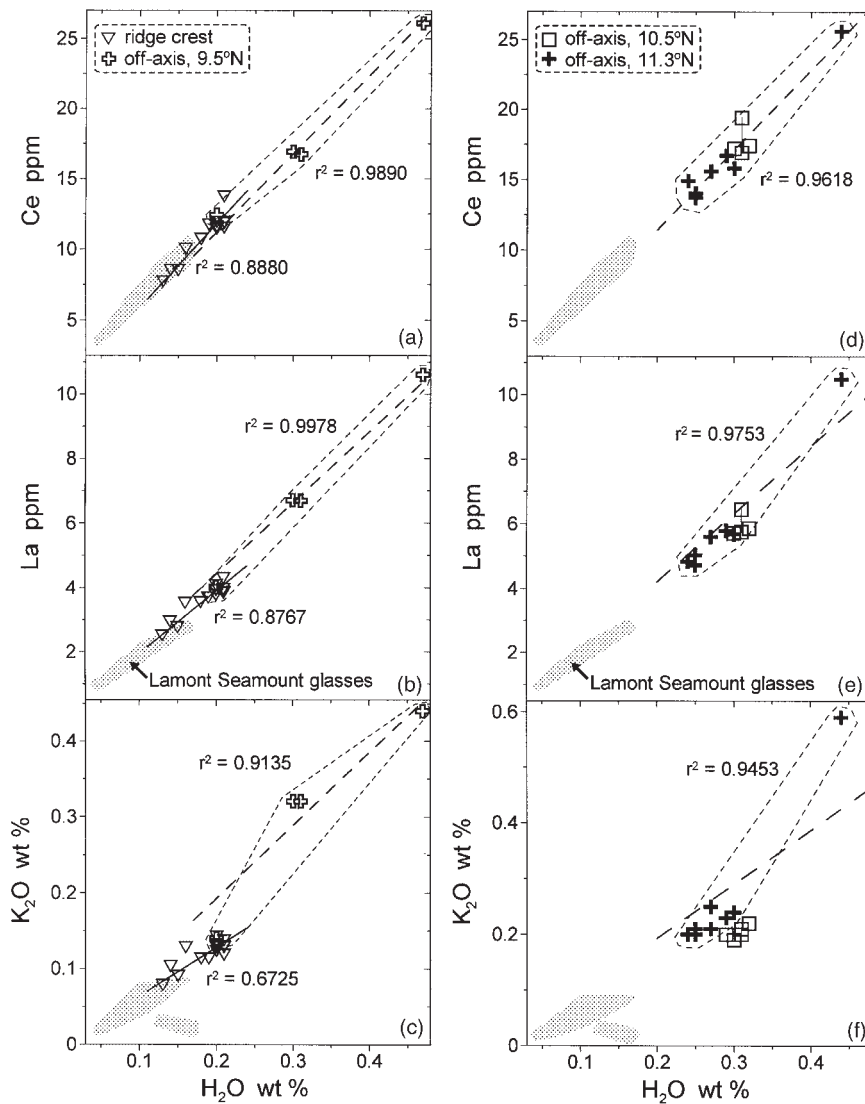 ridge crest
off-axis, 9.5ºN
25
20
15
10
5
Ce ppm
r² = 0.9890
r² = 0.8880
(a)
off-axis, 10.5ºN
off-axis, 11.3ºN
25
20
15
10
5
Ce ppm
r² = 0.9618
(d)
10
8
6
4
2
La ppm
r² = 0.9978
r² = 0.8767
Lamont Seamount glasses
(b)
10
8
6
4
2
La ppm
r² = 0.9753
Lamont Seamount glasses
(e)
0.4
0.3
0.2
0.1
0
K₂O wt %
r² = 0.9135
r² = 0.6725
(c)
0.1 0.2 0.3 0.4
H₂O wt %
0.6
0.4
0.2
0
K₂O wt %
r² = 0.9453
(f)
0.1 0.2 0.3 0.4
H₂O wt %